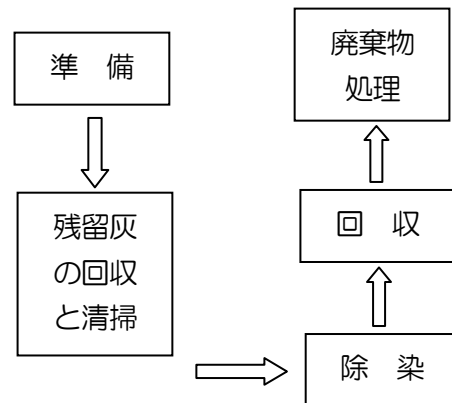 準　備
残留灰
の回収
と清掃
除　染
回　収
廃棄物
処理